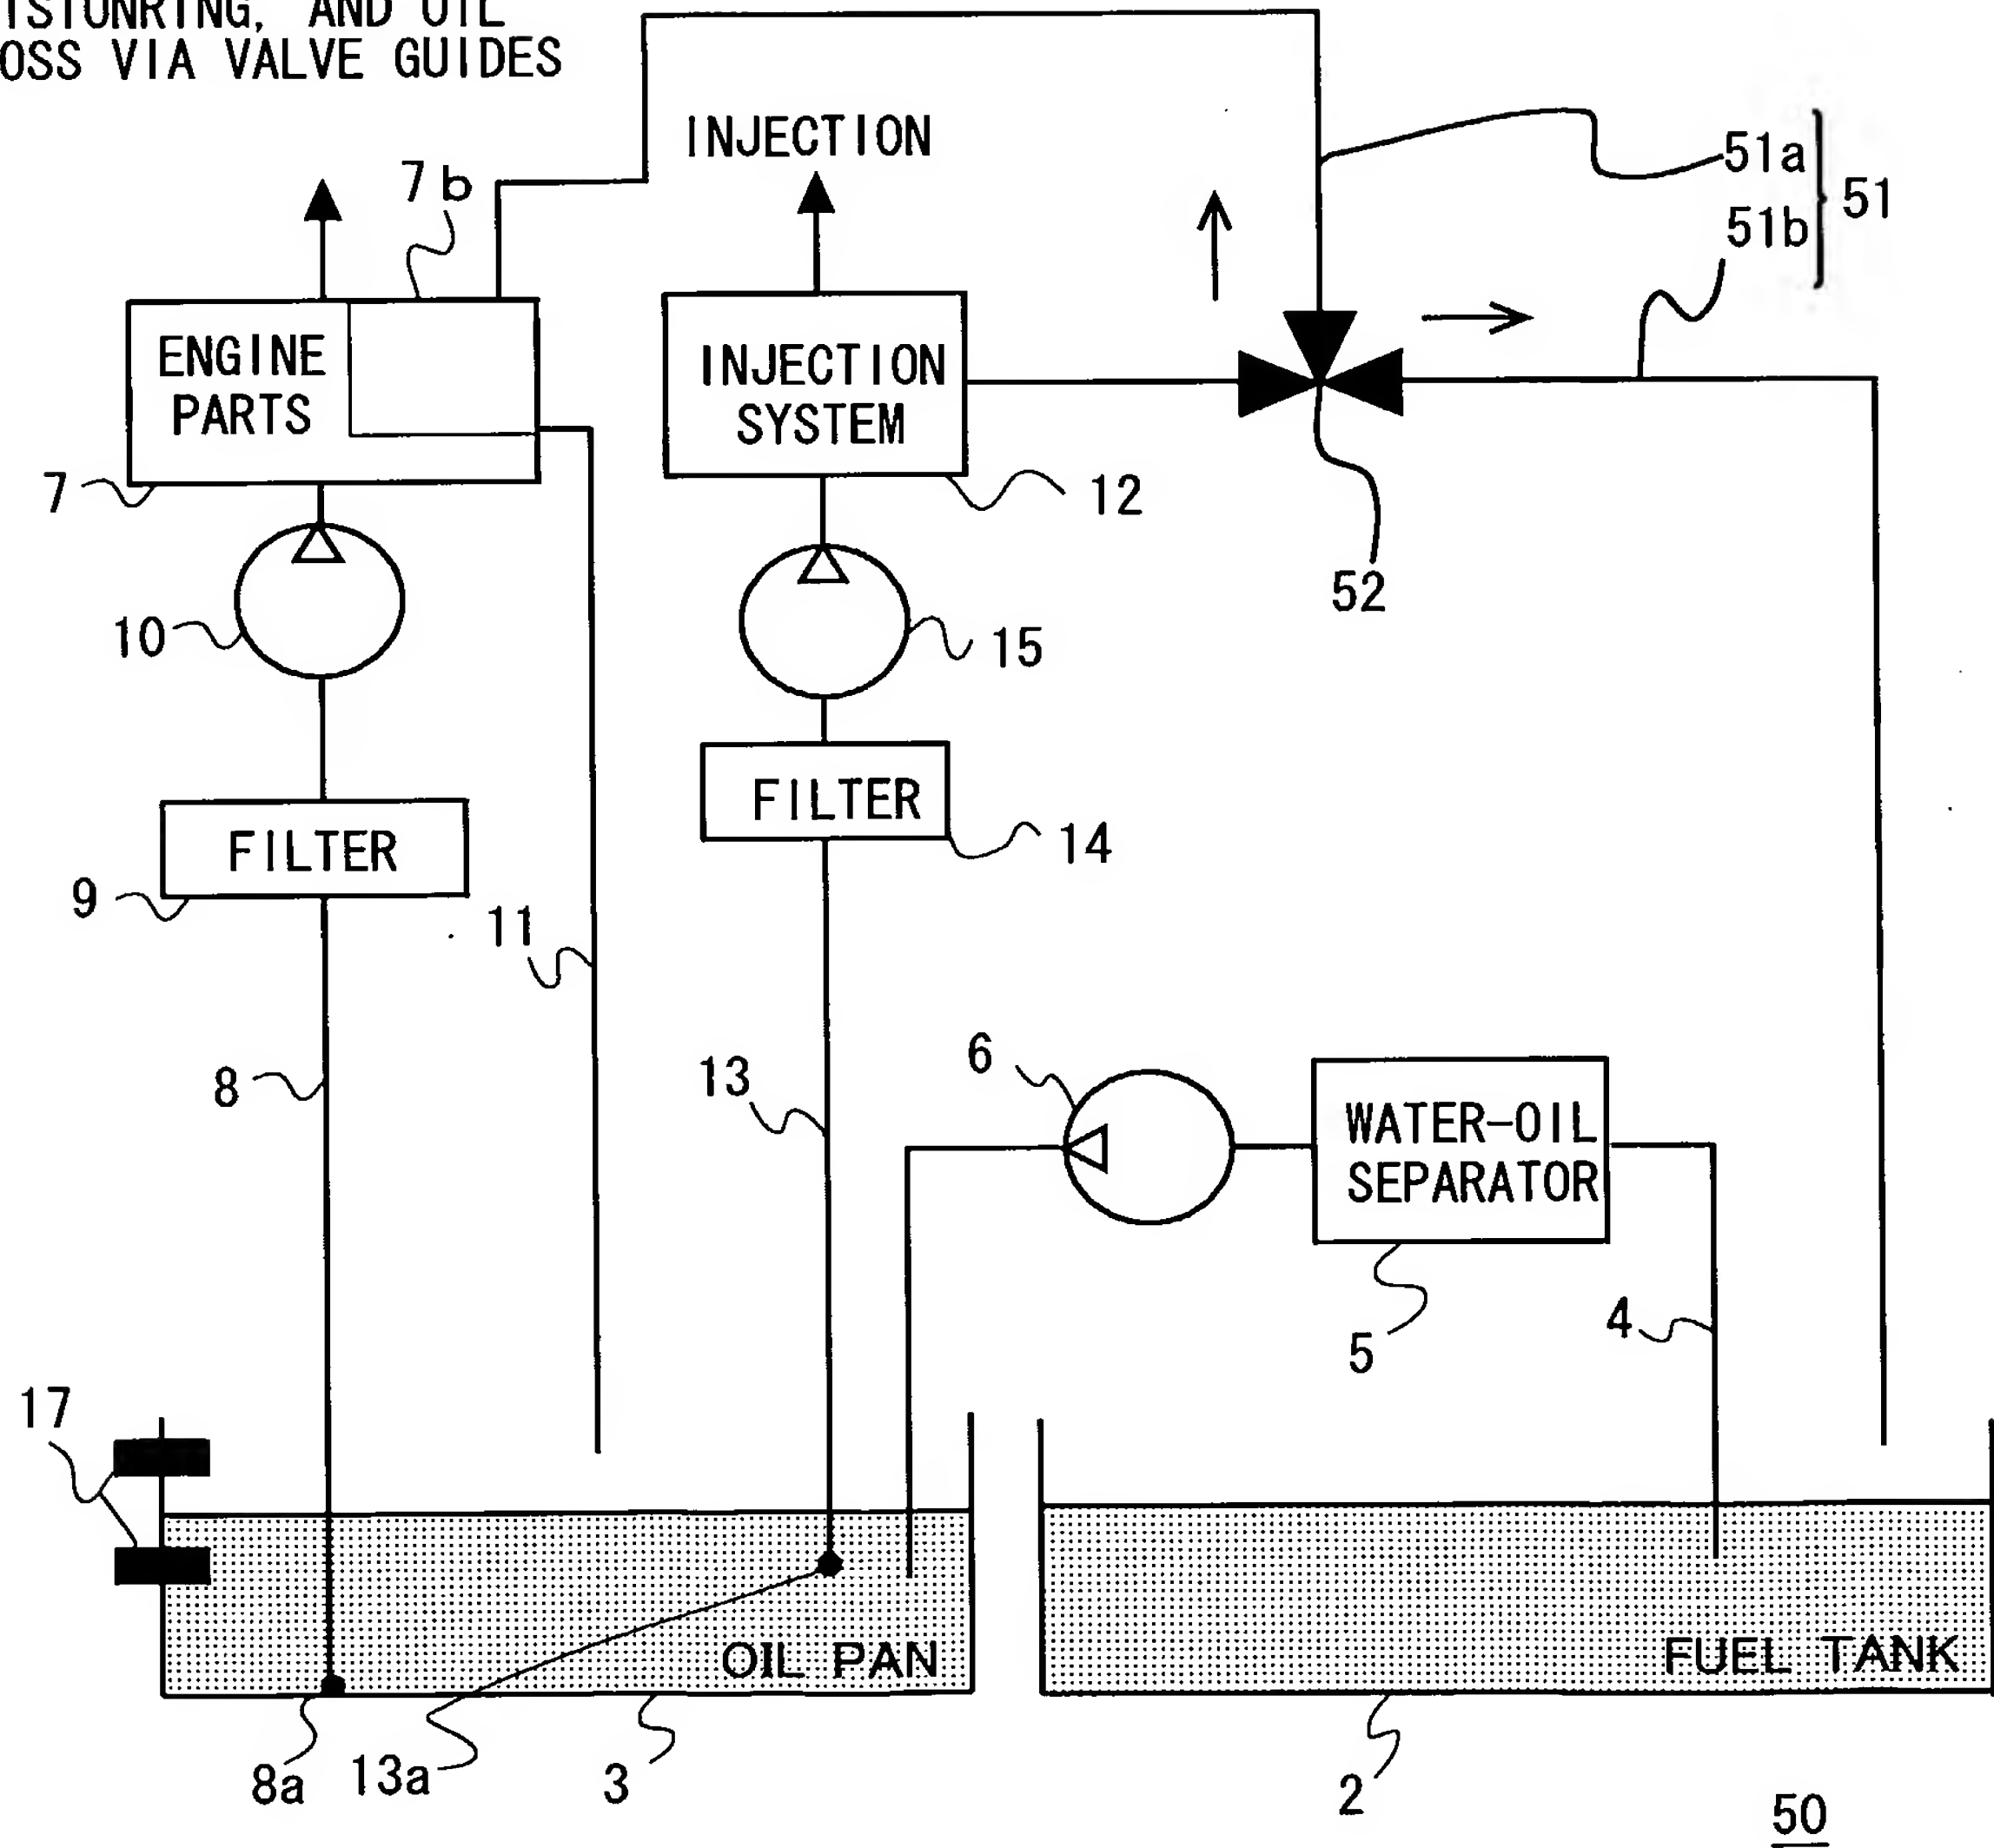 AND OIL
VIA VALVE GUIDES
INJECTION
7b
51a
51
51b
ENGINE
PARTS
INJECTION
SYSTEM
7
12
52
10
15
FILTER
14
FILTER
9
11
6
8
13
WATER-OIL
SEPARATOR
4
5
17
OIL PAN
FUEL TANK
8a
13a
3
2
50